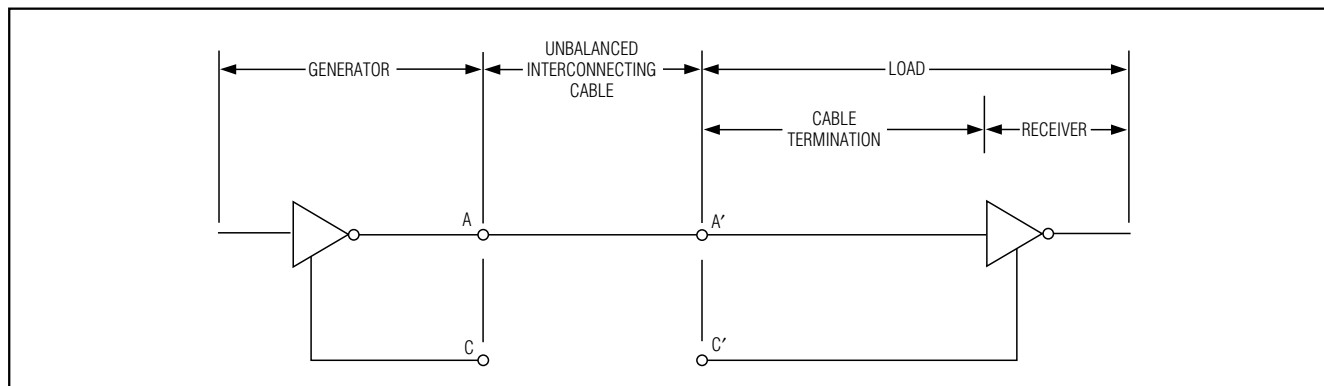 GENERATOR
UNBALANCED
INTERCONNECTING
CABLE
LOAD
CABLE
TERMINATION
RECEIVER
A
A′
C
C′